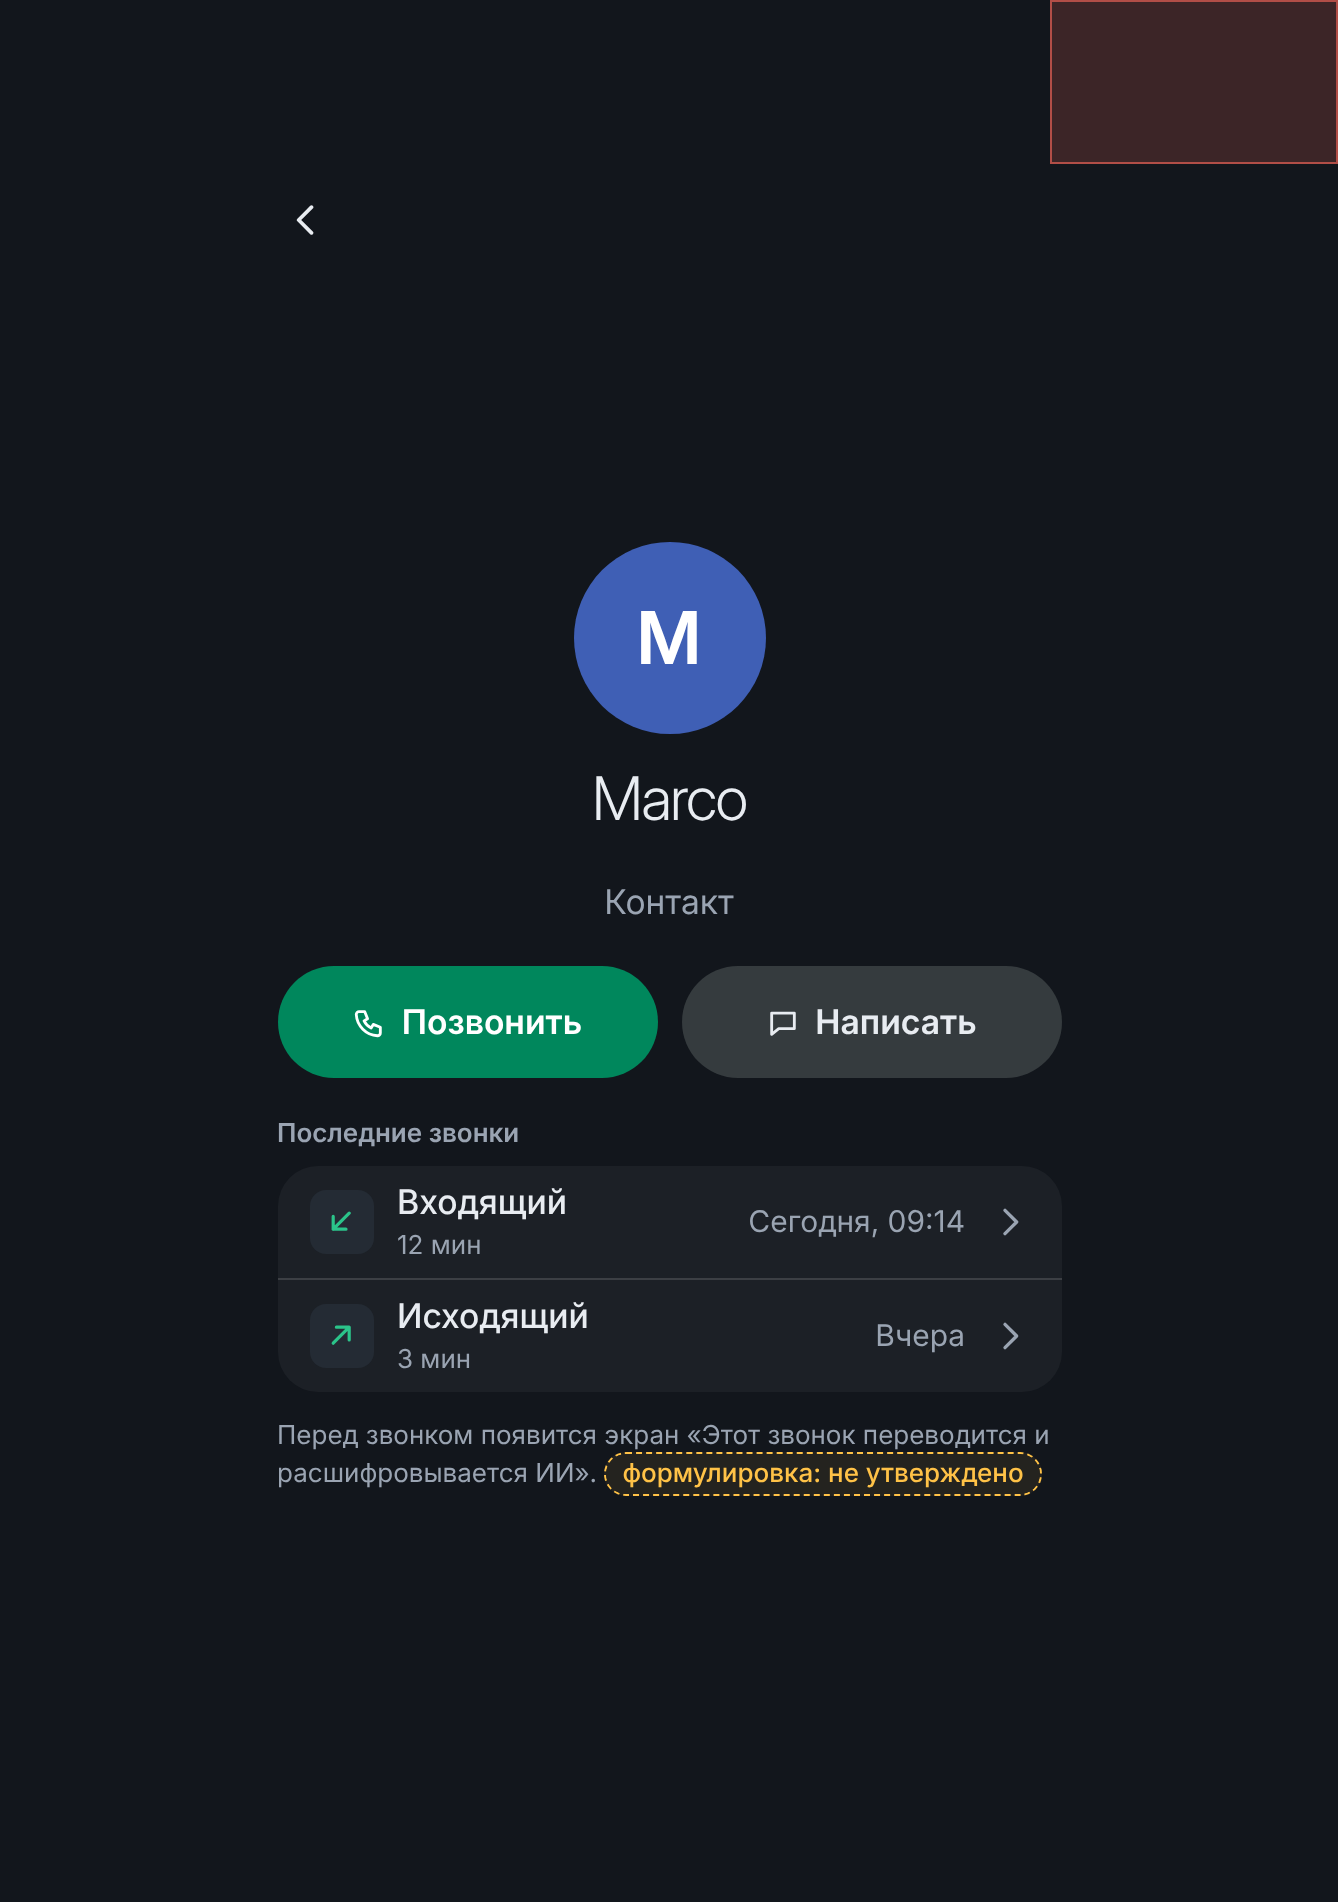 M
Marco
Контакт
Позвонить
Написать
Последние звонки
Входящий
12 мин
Сегодня, 09:14
Исходящий
3 мин
Вчера
Перед звонком появится экран «Этот звонок переводится и
расшифровывается ИИ». формулировка: не утверждено